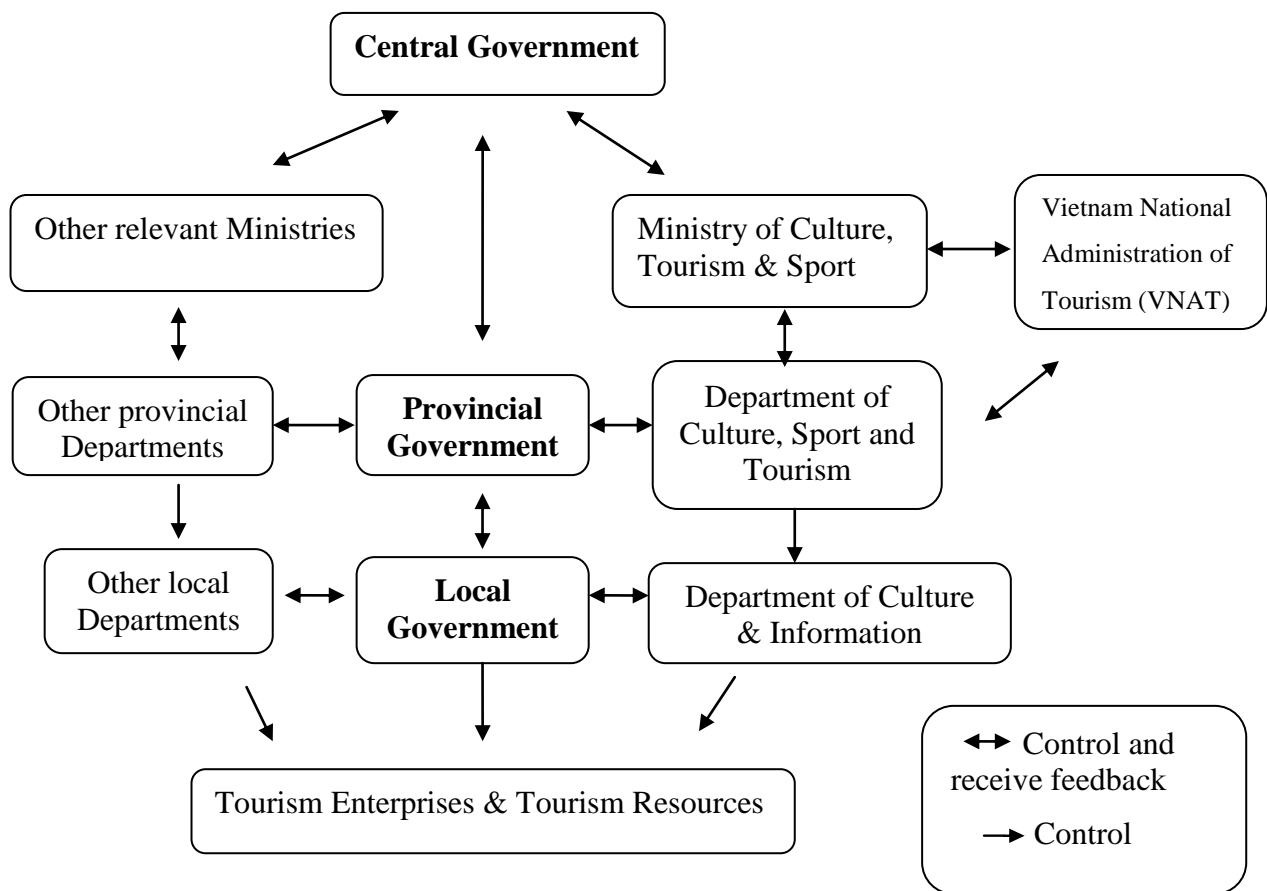 Central Government
Other relevant Ministries
Ministry of Culture,
Tourism & Sport
Vietnam National
Administration of
Tourism (VNAT)
Other provincial
Departments
Provincial
Government
Department of
Culture, Sport and
Tourism
Other local
Departments
Local
Government
Department of Culture
& Information
Tourism Enterprises & Tourism Resources
Control and
receive feedback
Control